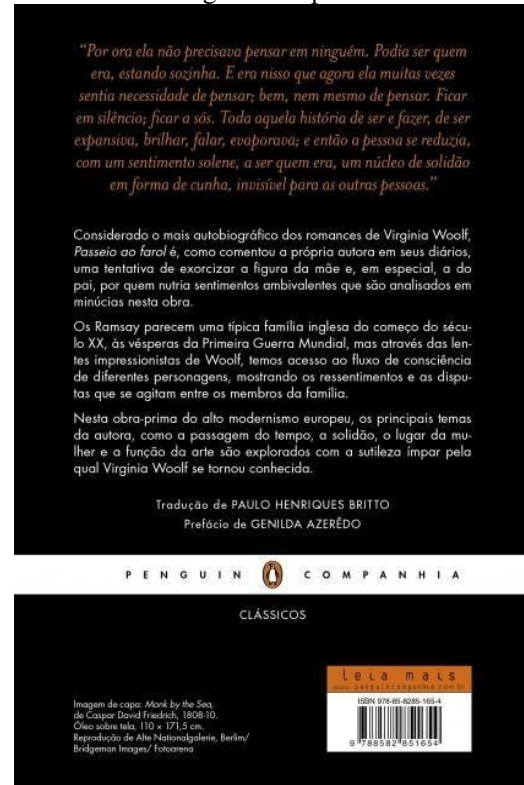 “Por ora ela não precisava pensar em ninguém. Podia ser quem
era, estando sozinha. E era nisso que agora ela muitas vezes
sentia necessidade de pensar; bem, nem mesmo de pensar. Ficar
em silêncio; ficar a sós. Toda aquela história de ser e fazer, de ser
expansiva, brilhar, falar, evaporava; e então a pessoa se reduzia,
com um sentimento solene, a ser quem era, um núcleo de solidão
em forma de cunha, invisível para as outras pessoas.”
Considerado o mais autobiográfico dos romances de Virginia Woolf,
Passeio ao farol é, como comentou a própria autora em seus diários,
uma tentativa de exorcizar a figura da mãe e, em especial, a do
pai, por quem nutria sentimentos ambivalentes que são analisados em
minúcias nesta obra.
Os Ramsay parecem uma típica família inglesa do começo do sécu-
lo XX, às vésperas da Primeira Guerra Mundial, mas através das len-
tes impressionistas de Woolf, temos acesso ao fluxo de consciência
de diferentes personagens, mostrando os ressentimentos e as dispu-
tas que se agitam entre os membros da família.
Nesta obra-prima do alto modernismo europeu, os principais temas
da autora, como a passagem do tempo, a solidão, o lugar da mu-
lher e a função da arte são explorados com a sutileza ímpar pela
qual Virginia Woolf se tornou conhecida.
Tradução de PAULO HENRIQUES BRITTO
Prefácio de GENILDA AZERÊDO
PENGUIN COMPANHIA
CLÁSSICOS
leia mais
www.penguincompanhia.com.br
ISBN 978-85-8285-165-4
9 788582 851654
Imagem de capa: Monk by the Sea,
de Caspar David Friedrich, 1808-10.
Óleo sobre tela, 110 × 171,5 cm.
Reprodução de Alte Nationalgalerie, Berlim/
Bridgeman Images/ Fotoarena